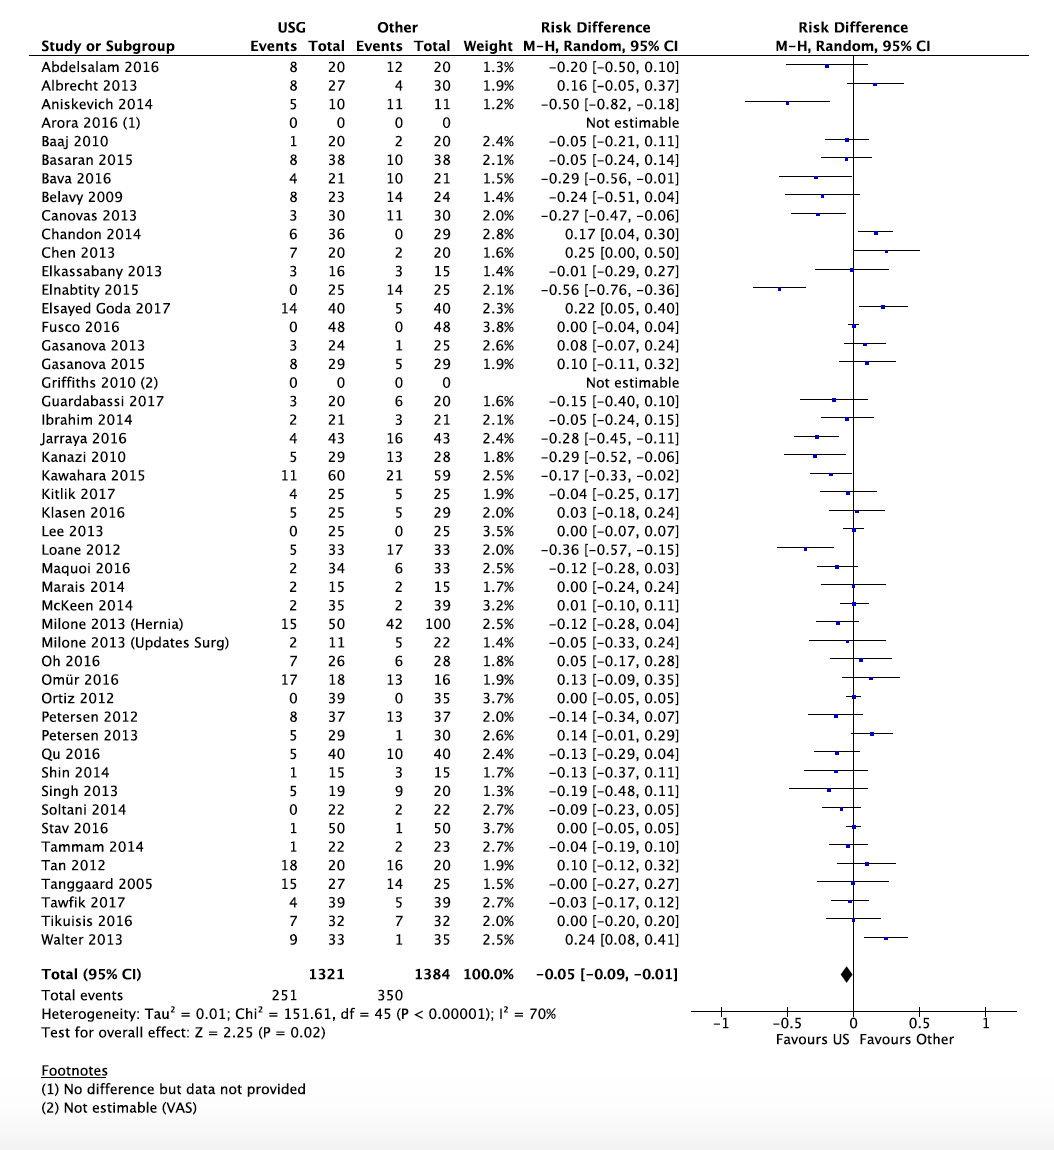 USG Other Risk Difference Risk Difference
Study or Subgroup Events Total Events Total Weight M–H, Random, 95% CI M–H, Random, 95% CI
Abdelsalam 2016 8 20 12 20 1.3% −0.20 [−0.50, 0.10]
Albrecht 2013 8 27 4 30 1.9% 0.16 [−0.05, 0.37]
Aniskevich 2014 5 10 11 11 1.2% −0.50 [−0.82, −0.18]
Arora 2016 (1) 0 0 0 0 Not estimable
Baaj 2010 1 20 2 20 2.4% −0.05 [−0.21, 0.11]
Basaran 2015 8 38 10 38 2.1% −0.05 [−0.24, 0.14]
Bava 2016 4 21 10 21 1.5% −0.29 [−0.56, −0.01]
Belavy 2009 8 23 14 24 1.4% −0.24 [−0.51, 0.04]
Canovas 2013 3 30 11 30 2.0% −0.27 [−0.47, −0.06]
Chandon 2014 6 36 0 29 2.8% 0.17 [0.04, 0.30]
Chen 2013 7 20 2 20 1.6% 0.25 [0.00, 0.50]
Elkassabany 2013 3 16 3 15 1.4% −0.01 [−0.29, 0.27]
Elnabtity 2015 0 25 14 25 2.1% −0.56 [−0.76, −0.36]
Elsayed Goda 2017 14 40 5 40 2.3% 0.22 [0.05, 0.40]
Fusco 2016 0 48 0 48 3.8% 0.00 [−0.04, 0.04]
Gasanova 2013 3 24 1 25 2.6% 0.08 [−0.07, 0.24]
Gasanova 2015 8 29 5 29 1.9% 0.10 [−0.11, 0.32]
Griffiths 2010 (2) 0 0 0 0 Not estimable
Guardabassi 2017 3 20 6 20 1.6% −0.15 [−0.40, 0.10]
Ibrahim 2014 2 21 3 21 2.1% −0.05 [−0.24, 0.15]
Jarraya 2016 4 43 16 43 2.4% −0.28 [−0.45, −0.11]
Kanazi 2010 5 29 13 28 1.8% −0.29 [−0.52, −0.06]
Kawahara 2015 11 60 21 59 2.5% −0.17 [−0.33, −0.02]
Kitlik 2017 4 25 5 25 1.9% −0.04 [−0.25, 0.17]
Klasen 2016 5 25 5 29 2.0% 0.03 [−0.18, 0.24]
Lee 2013 0 25 0 25 3.5% 0.00 [−0.07, 0.07]
Loane 2012 5 33 17 33 2.0% −0.36 [−0.57, −0.15]
Maquoi 2016 2 34 6 33 2.5% −0.12 [−0.28, 0.03]
Marais 2014 2 15 2 15 1.7% 0.00 [−0.24, 0.24]
McKeen 2014 2 35 2 39 3.2% 0.01 [−0.10, 0.11]
Milone 2013 (Hernia) 15 50 42 100 2.5% −0.12 [−0.28, 0.04]
Milone 2013 (Updates Surg) 2 11 5 22 1.4% −0.05 [−0.33, 0.24]
Oh 2016 7 26 6 28 1.8% 0.05 [−0.17, 0.28]
Omür 2016 17 18 13 16 1.9% 0.13 [−0.09, 0.35]
Ortiz 2012 0 39 0 35 3.7% 0.00 [−0.05, 0.05]
Petersen 2012 8 37 13 37 2.0% −0.14 [−0.34, 0.07]
Petersen 2013 5 29 1 30 2.6% 0.14 [−0.01, 0.29]
Qu 2016 5 40 10 40 2.4% −0.13 [−0.29, 0.04]
Shin 2014 1 15 3 15 1.7% −0.13 [−0.37, 0.11]
Singh 2013 5 19 9 20 1.3% −0.19 [−0.48, 0.11]
Soltani 2014 0 22 2 22 2.7% −0.09 [−0.23, 0.05]
Stav 2016 1 50 1 50 3.7% 0.00 [−0.05, 0.05]
Tammam 2014 1 22 2 23 2.7% −0.04 [−0.19, 0.10]
Tan 2012 18 20 16 20 1.9% 0.10 [−0.12, 0.32]
Tanggaard 2005 15 27 14 25 1.5% −0.00 [−0.27, 0.27]
Tawfik 2017 4 39 5 39 2.7% −0.03 [−0.17, 0.12]
Tikuisis 2016 7 32 7 32 2.0% 0.00 [−0.20, 0.20]
Walter 2013 9 33 1 35 2.5% 0.24 [0.08, 0.41]
Total (95% CI) 1321 1384 100.0% −0.05 [−0.09, −0.01]
Total events 251 350
Heterogeneity: Tau² = 0.01; Chi² = 151.61, df = 45 (P < 0.00001); I² = 70%
Test for overall effect: Z = 2.25 (P = 0.02)
−1 −0.5 0 0.5 1
Favours US Favours Other
Footnotes
(1) No difference but data not provided
(2) Not estimable (VAS)